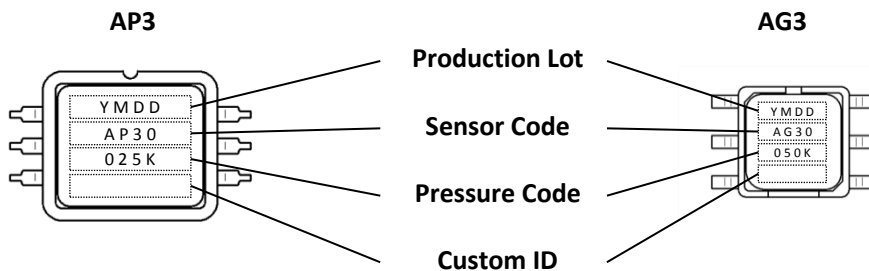 AP3
AG3
Production Lot
Sensor Code
Pressure Code
Custom ID
YMDD
AP30
025K
YMDD
AG30
050K